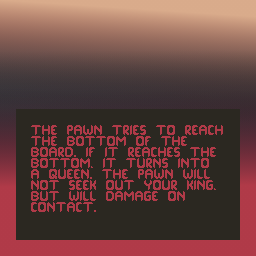 THE PAWN TRIES TO REACH
THE BOTTOM OF THE
BOARD. IF IT REACHES THE
BOTTOM, IT TURNS INTO
A QUEEN. THE PAWN WILL
NOT SEEK OUT YOUR KING,
BUT WILL DAMAGE ON
CONTACT.